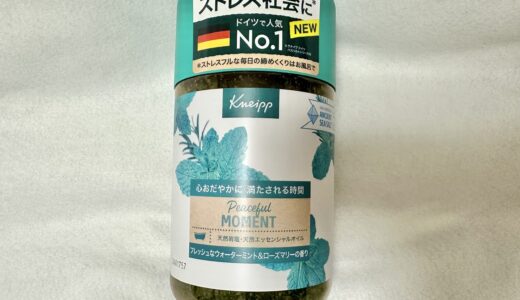 ストレス社会に*
ドイツで人気
No.1
NEW
*ストレスフルな毎日の締めくくりはお風呂で
Kneipp
ANCIENT
SEA SALT
心おだやかに 満たされる時間
Peaceful
MOMENT
天然岩塩・天然エッセンシャルオイル
フレッシュなウォーターミント&ローズマリーの香り